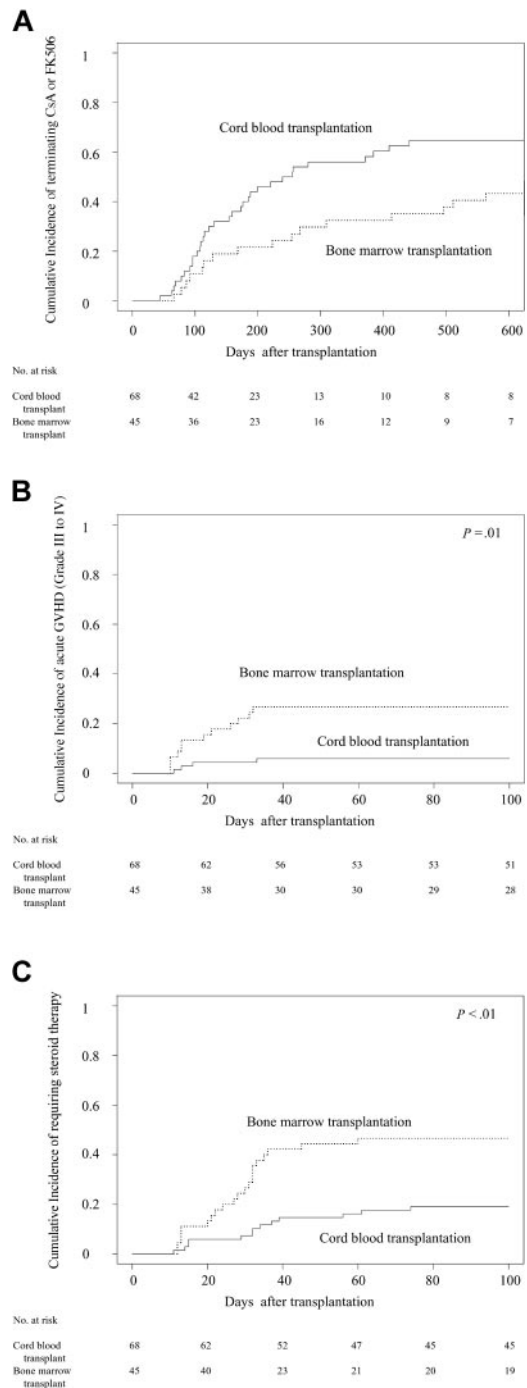 A
Cumulative Incidence of terminating CsA or FK506
1
0.8
0.6
0.4
0.2
0
Cord blood transplantation
Bone marrow transplantation
0 100 200 300 400 500 600
Days after transplantation
No. at risk
Cord blood transplant 68 42 23 13 10 8 8
Bone marrow transplant 45 36 23 16 12 9 7
B
Cumulative Incidence of acute GVHD (Grade III to IV)
1
0.8
0.6
0.4
0.2
0
P =.01
Bone marrow transplantation
Cord blood transplantation
0 20 40 60 80 100
Days after transplantation
No. at risk
Cord blood transplant 68 62 56 53 53 51
Bone marrow transplant 45 38 30 30 29 28
C
Cumulative Incidence of requiring steroid therapy
1
0.8
0.6
0.4
0.2
0
P < .01
Bone marrow transplantation
Cord blood transplantation
0 20 40 60 80 100
Days after transplantation
No. at risk
Cord blood transplant 68 62 52 47 45 45
Bone marrow transplant 45 40 23 21 20 19